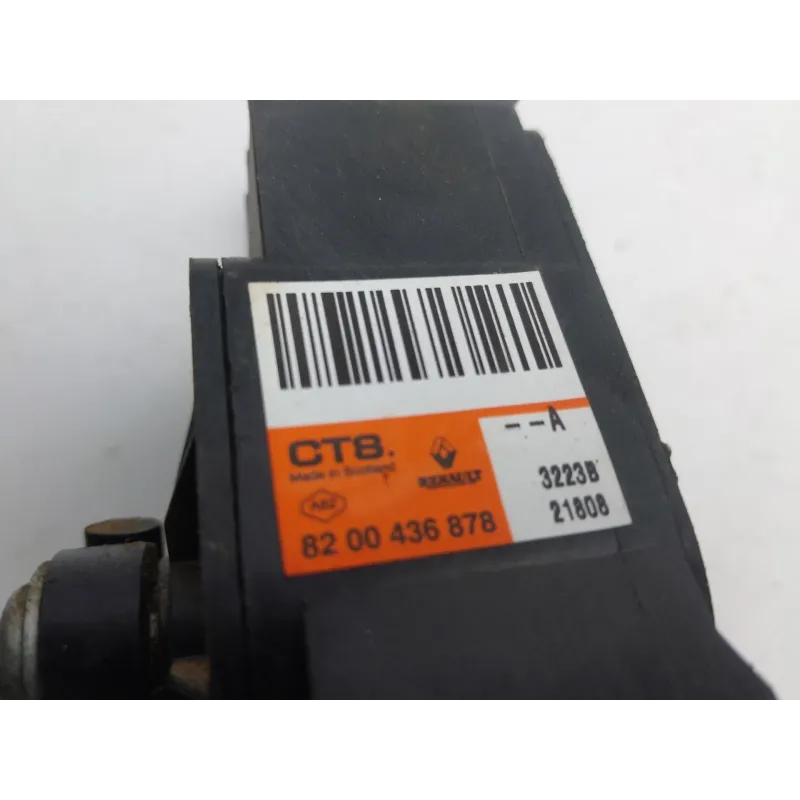 --A
CTS.
Made in Scotland
RENAULT
3223B
21808
82 00 436 878